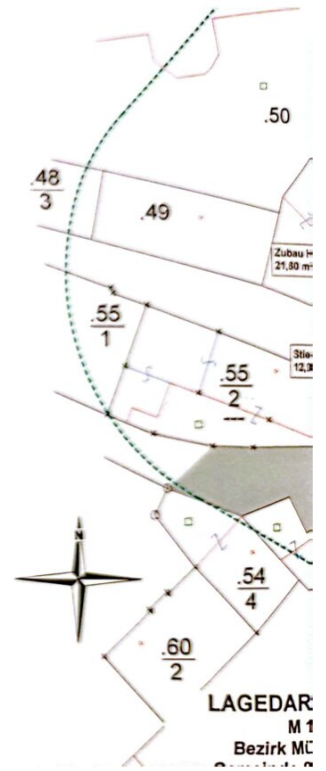 .50
.48
3
.49
Zubau H
21,80 m²
.55
1
Stie
.55
2
N
.54
4
.60
2
LAGEDAR
M 1
Bezirk Mü